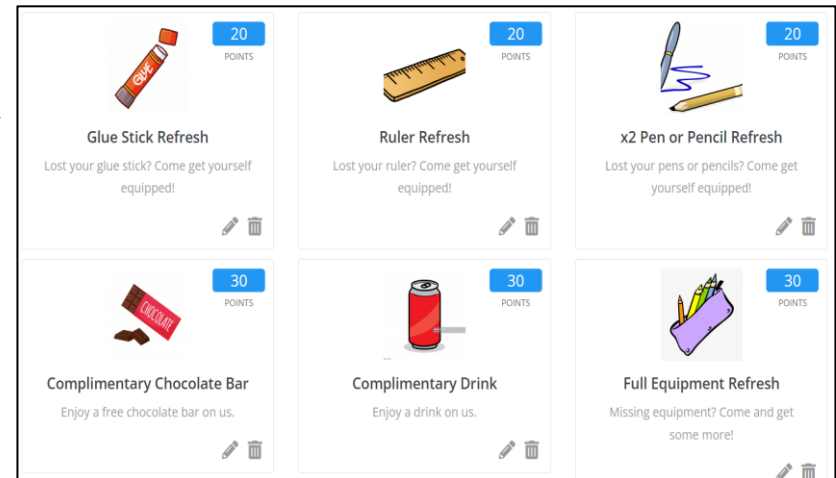 20
POINTS
GLUE
Glue Stick Refresh
Lost your glue stick? Come get yourself
equipped!
20
POINTS
Ruler Refresh
Lost your ruler? Come get yourself
equipped!
20
POINTS
x2 Pen or Pencil Refresh
Lost your pens or pencils? Come get
yourself equipped!
30
POINTS
CHOCOLATE
Complimentary Chocolate Bar
Enjoy a free chocolate bar on us.
30
POINTS
Complimentary Drink
Enjoy a drink on us.
30
POINTS
Full Equipment Refresh
Missing equipment? Come and get
some more!